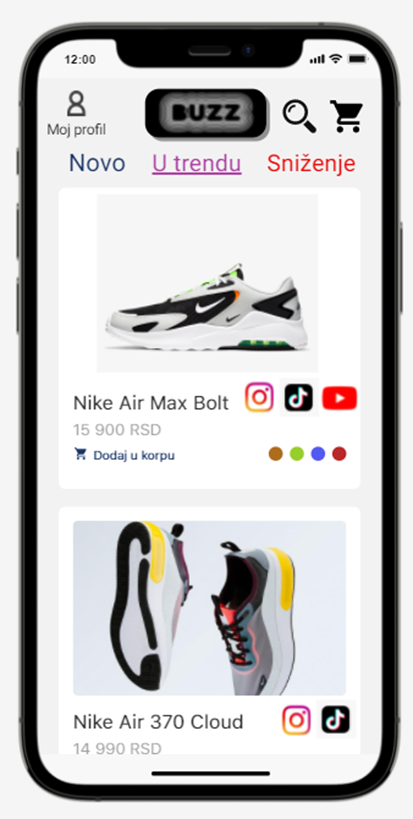 12:00
BUZZ
Moj profil
Novo
U trendu
Sniženje
Nike Air Max Bolt
15 900 RSD
Dodaj u korpu
Nike Air 370 Cloud
14 990 RSD